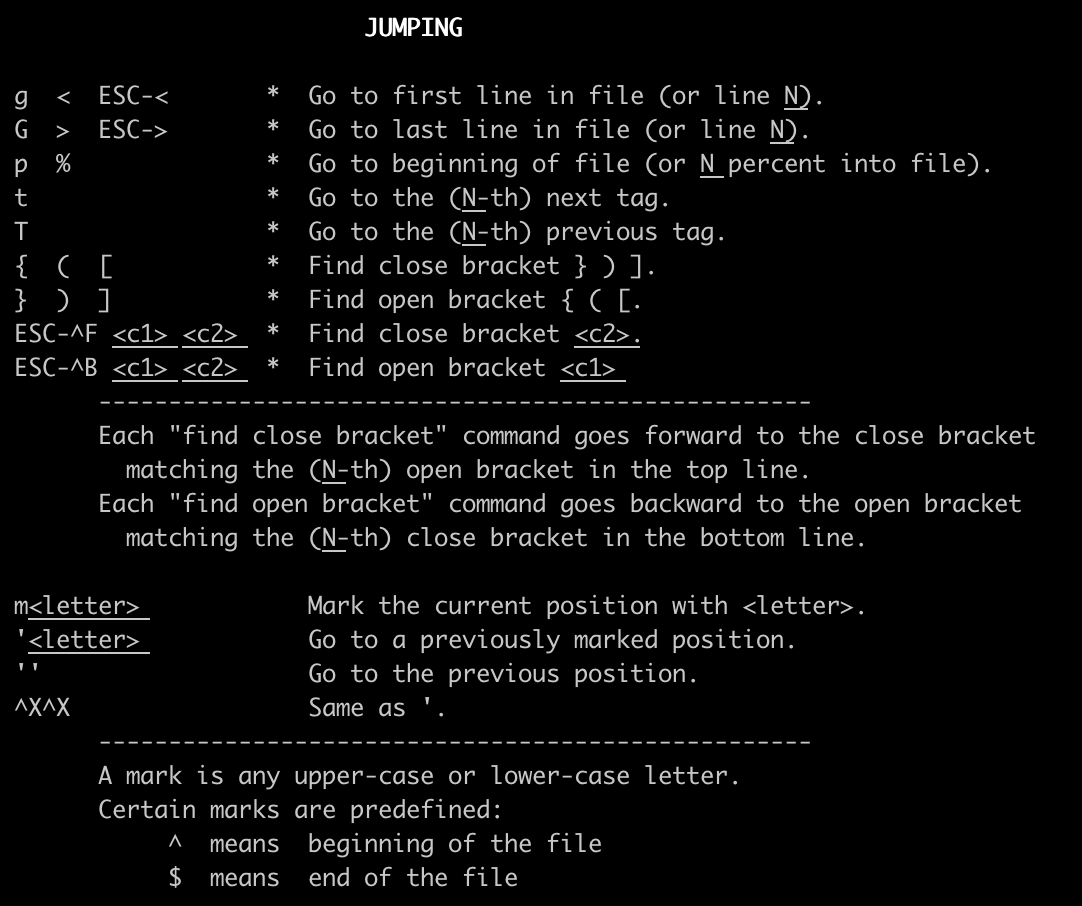 JUMPING
g  <  ESC-<       *  Go to first line in file (or line N).
G  >  ESC->       *  Go to last line in file (or line N).
p  %              *  Go to beginning of file (or N percent into file).
t                 *  Go to the (N-th) next tag.
T                 *  Go to the (N-th) previous tag.
{  (  [           *  Find close bracket } ) ].
}  )  ]           *  Find open bracket { ( [.
ESC-^F <c1> <c2>  *  Find close bracket <c2>.
ESC-^B <c1> <c2>  *  Find open bracket <c1>
---------------------------------------------------
Each "find close bracket" command goes forward to the close bracket
matching the (N-th) open bracket in the top line.
Each "find open bracket" command goes backward to the open bracket
matching the (N-th) close bracket in the bottom line.
m<letter>            Mark the current position with <letter>.
'<letter>            Go to a previously marked position.
''                   Go to the previous position.
^X^X                 Same as '.
---------------------------------------------------
A mark is any upper-case or lower-case letter.
Certain marks are predefined:
^  means  beginning of the file
$  means  end of the file